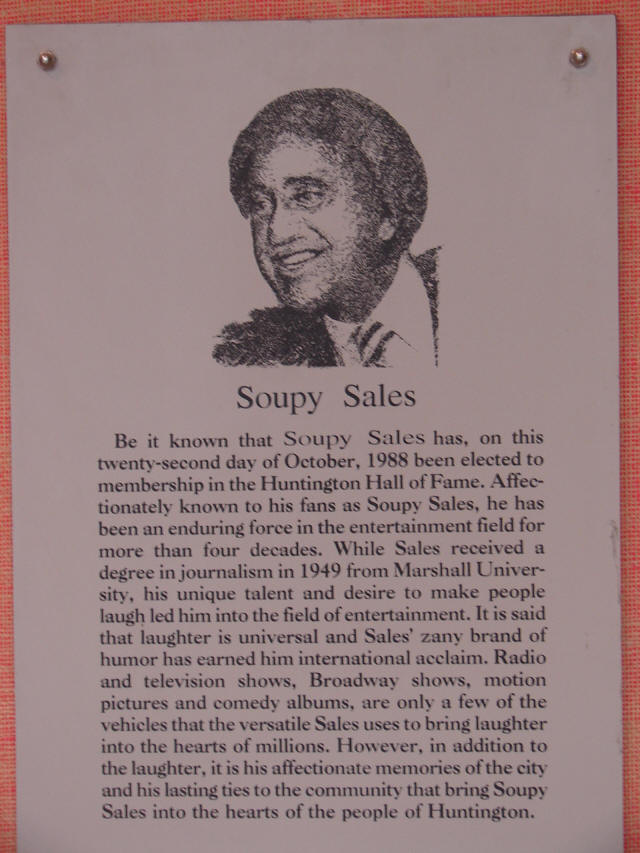 Soupy Sales
Be it known that Soupy Sales has, on this
twenty-second day of October, 1988 been elected to
membership in the Huntington Hall of Fame. Affec-
tionately known to his fans as Soupy Sales, he has
been an enduring force in the entertainment field for
more than four decades. While Sales received a
degree in journalism in 1949 from Marshall Univer-
sity, his unique talent and desire to make people
laugh led him into the field of entertainment. It is said
that laughter is universal and Sales' zany brand of
humor has earned him international acclaim. Radio
and television shows, Broadway shows, motion
pictures and comedy albums, are only a few of the
vehicles that the versatile Sales uses to bring laughter
into the hearts of millions. However, in addition to
the laughter, it is his affectionate memories of the city
and his lasting ties to the community that bring Soupy
Sales into the hearts of the people of Huntington.